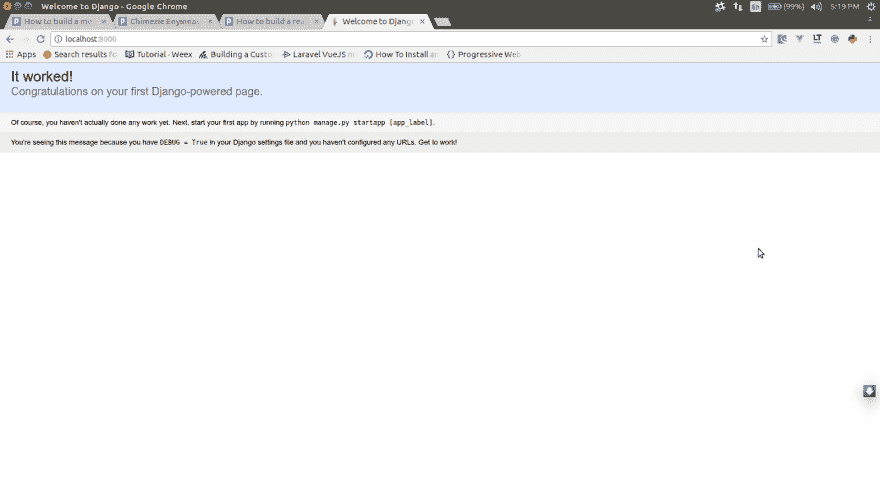 Welcome to Django - Google Chrome
(99%) 5:19 PM
How to build a me
Chimezie Enyinna
How to build a rea
Welcome to Djang
localhost:8000
Apps
Search results fo
Tutorial - Weex
Building a Custo
Laravel VueJS
How To Install a
{} Progressive Web
It worked!
Congratulations on your first Django-powered page.
Of course, you haven't actually done any work yet. Next, start your first app by running python manage.py startapp [app_label].
You're seeing this message because you have DEBUG = True in your Django settings file and you haven't configured any URLs. Get to work!